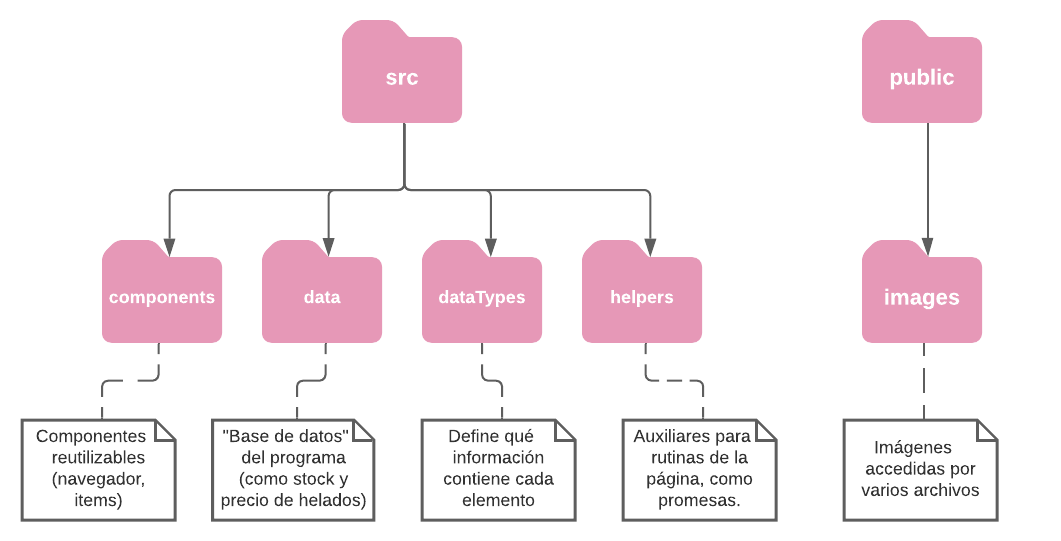 src
public
components
data
dataTypes
helpers
images
Componentes
reutilizables
(navegador,
items)
"Base de datos"
del programa
(como stock y
precio de helados)
Define qué
información
contiene cada
elemento
Auxiliares para
rutinas de la
página, como
promesas.
Imágenes
accedidas por
varios archivos